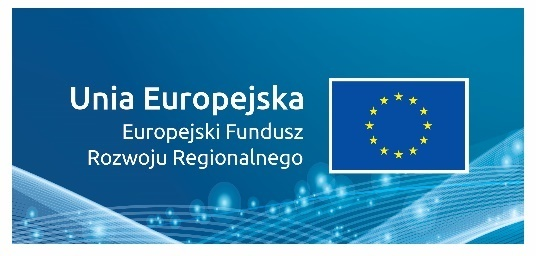 Unia Europejska
Europejski Fundusz
Rozwoju Regionalnego